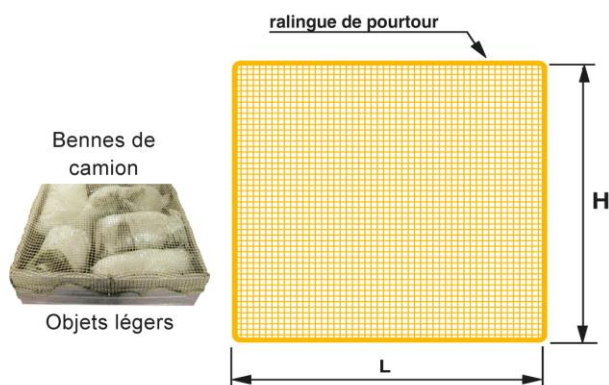 ralingue de pourtour
Bennes de
camion
Objets légers
H
L